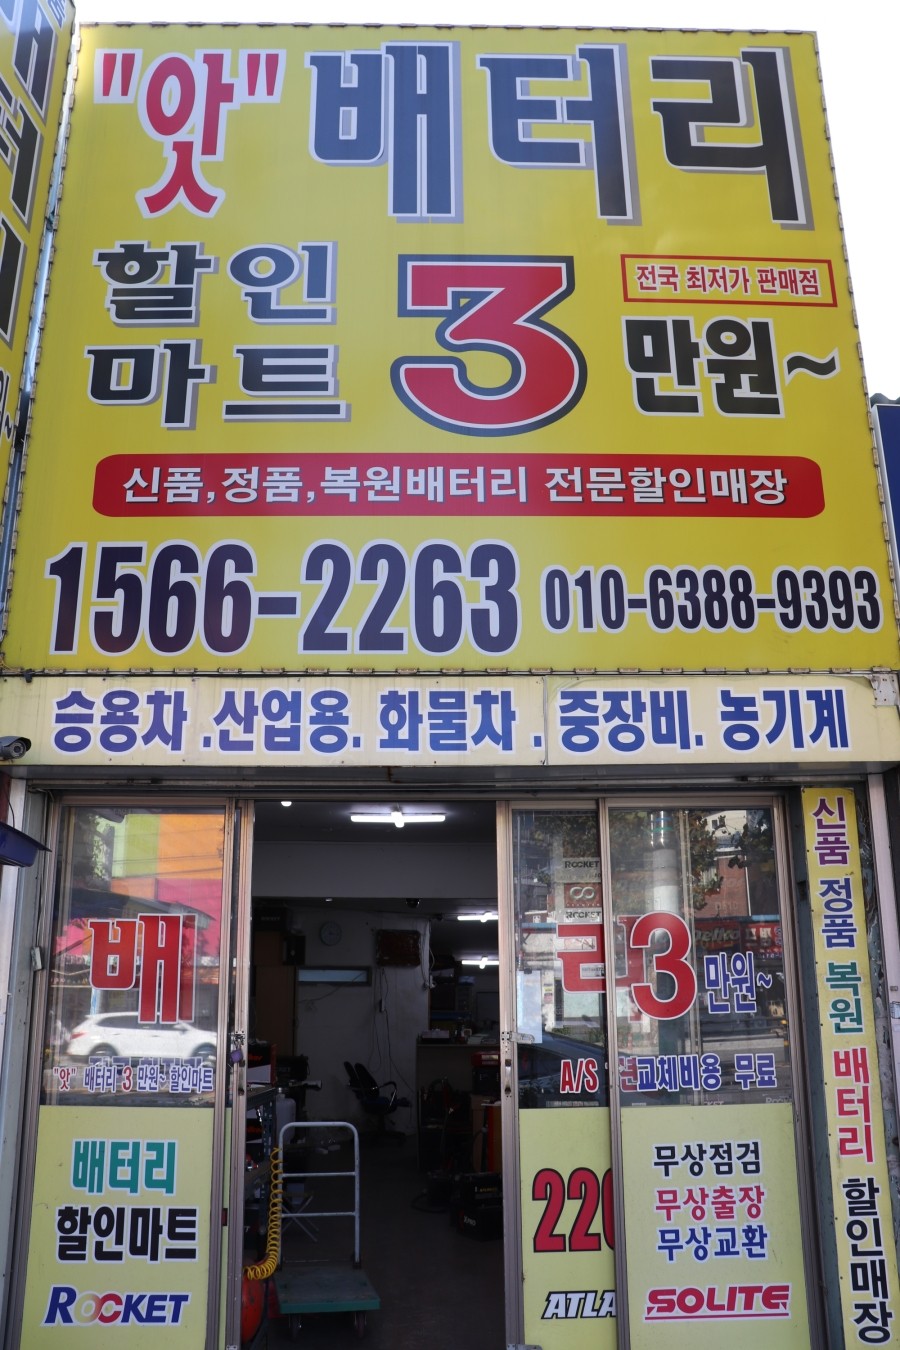 "앗" 배터리
할인
마트
3만원~
전국 최저가 판매점
신품,정품,복원배터리 전문할인매장
1566-2263
010-6388-9393
승용차.산업용.화물차.중장비.농기계
배
"앗" 배터리 3만원~ 할인마트
배터리
할인마트
ROCKET
ROCKET
ROCKET
3만원~
A/S
교체비용 무료
220
ATLA
무상점검
무상출장
무상교환
SOLITE
신품 정품 복원 배터리 할인매장